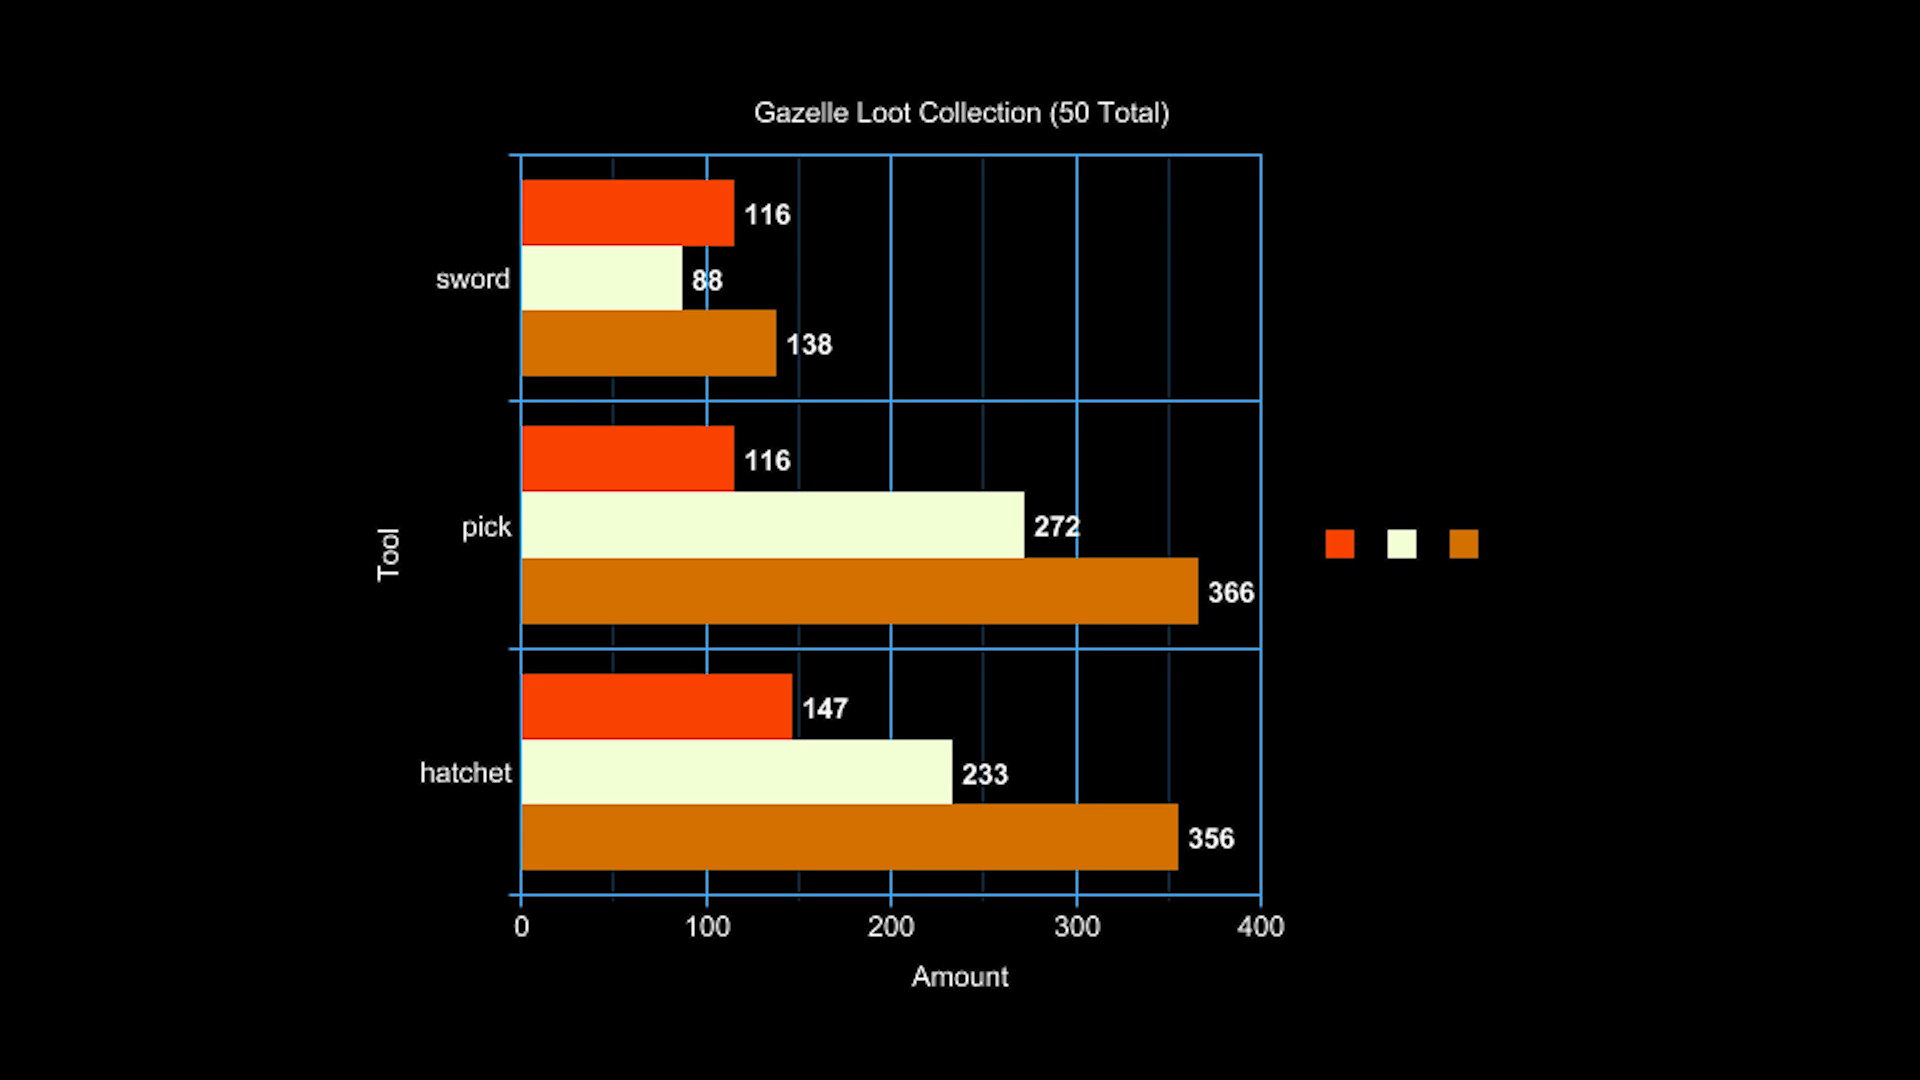 Gazelle Loot Collection (50 Total)
116
sword
88
138
116
pick
272
366
Tool
147
hatchet
233
356
0 100 200 300 400
Amount